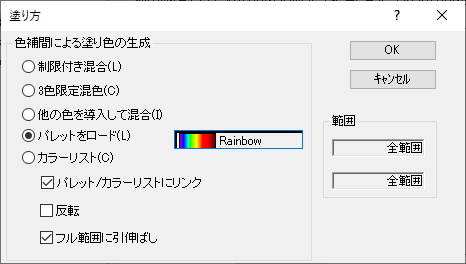 塗り方
? ×
色補間による塗り色の生成
制限付き混合(L)
3色限定混色(C)
他の色を導入して混合(I)
パレットをロード(L)
Rainbow
カラーリスト(C)
パレット/カラーリストにリンク
反転
フル範囲に引伸ばし
OK
キャンセル
範囲
全範囲
全範囲